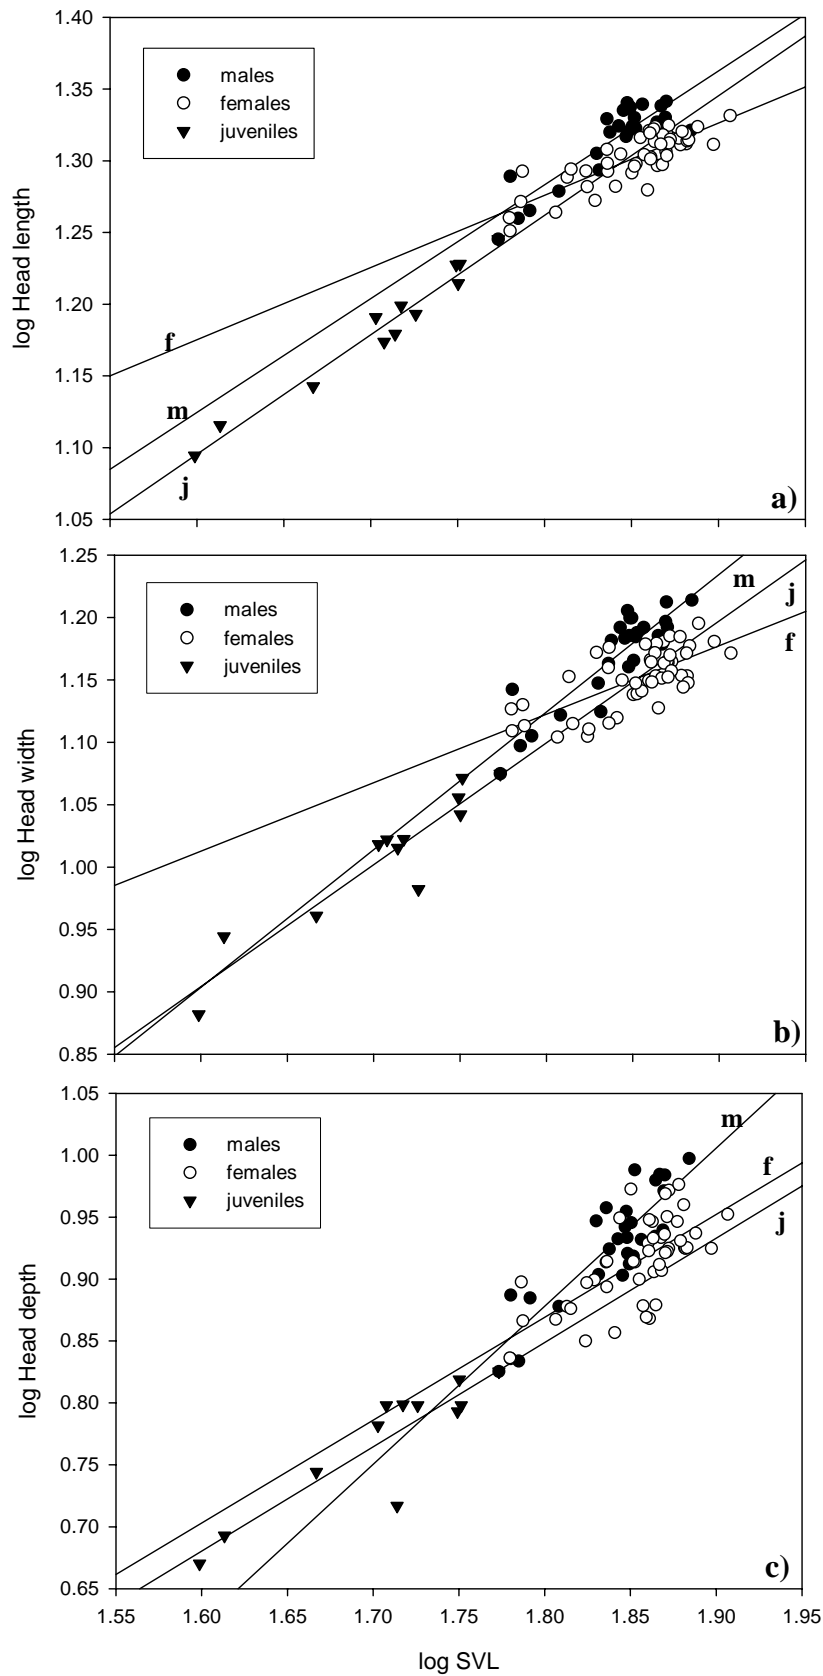 1.40
males
females
juveniles
1.35
1.30
1.25
1.20
1.15
1.10
1.05
log Head length
f
m
j
a)
1.25
males
females
juveniles
1.20
1.15
1.10
1.05
1.00
0.95
0.90
0.85
log Head width
m
j
f
b)
1.05
males
females
juveniles
1.00
0.95
0.90
0.85
0.80
0.75
0.70
0.65
log Head depth
m
f
j
c)
1.55 1.60 1.65 1.70 1.75 1.80 1.85 1.90 1.95
log SVL